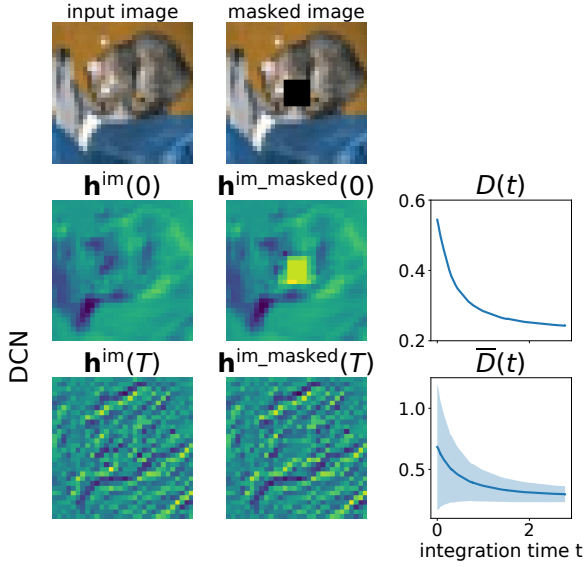 input image
masked image
h^im(0)
h^im_masked(0)
D(t)
0.6
0.4
0.2
DCN
h^im(T)
h^im_masked(T)
D̅(t)
1.0
0.5
0
2
integration time t